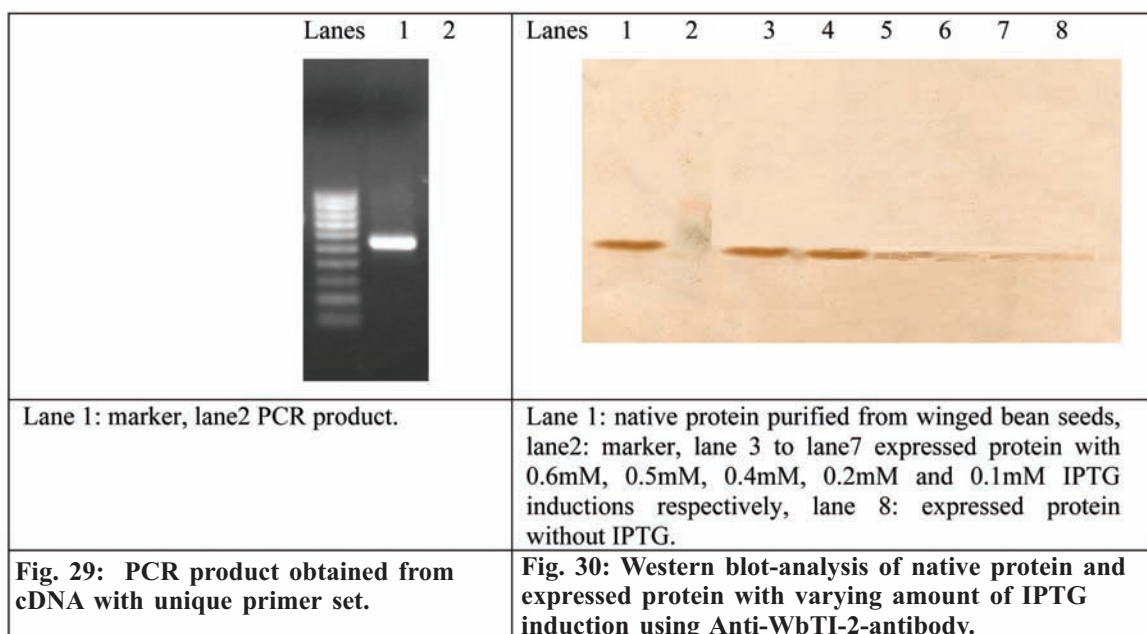 Lanes 1 2
Lanes 1 2 3 4 5 6 7 8
Lane 1: marker, lane2 PCR product.
Lane 1: native protein purified from winged bean seeds,
lane2: marker, lane 3 to lane7 expressed protein with
0.6mM, 0.5mM, 0.4mM, 0.2mM and 0.1mM IPTG
inductions respectively, lane 8: expressed protein
without IPTG.
Fig. 29: PCR product obtained from
cDNA with unique primer set.
Fig. 30: Western blot-analysis of native protein and
expressed protein with varying amount of IPTG
induction using Anti-WbTI-2-antibody.